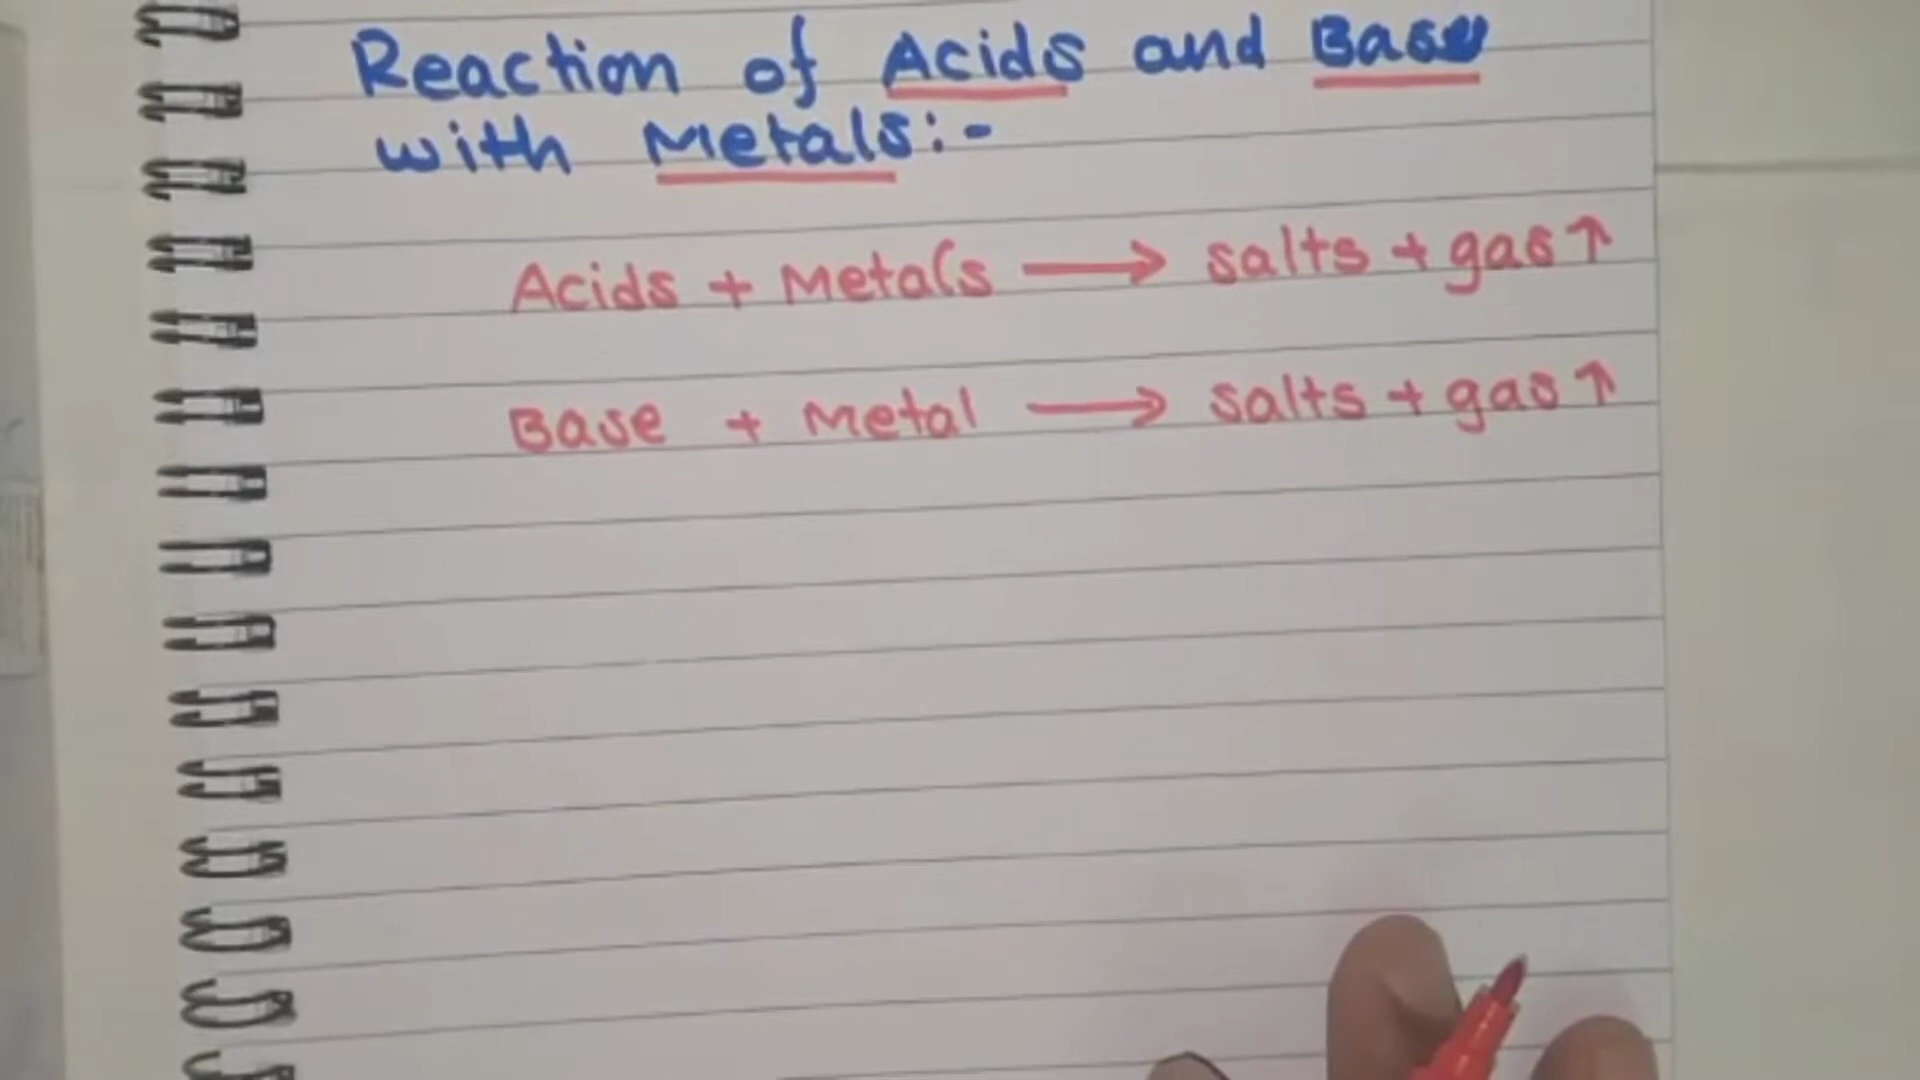 Reaction of Acids and Base
with Metals:-
Acids + Metals → salts + gas↑
Base + Metal → salts + gas↑